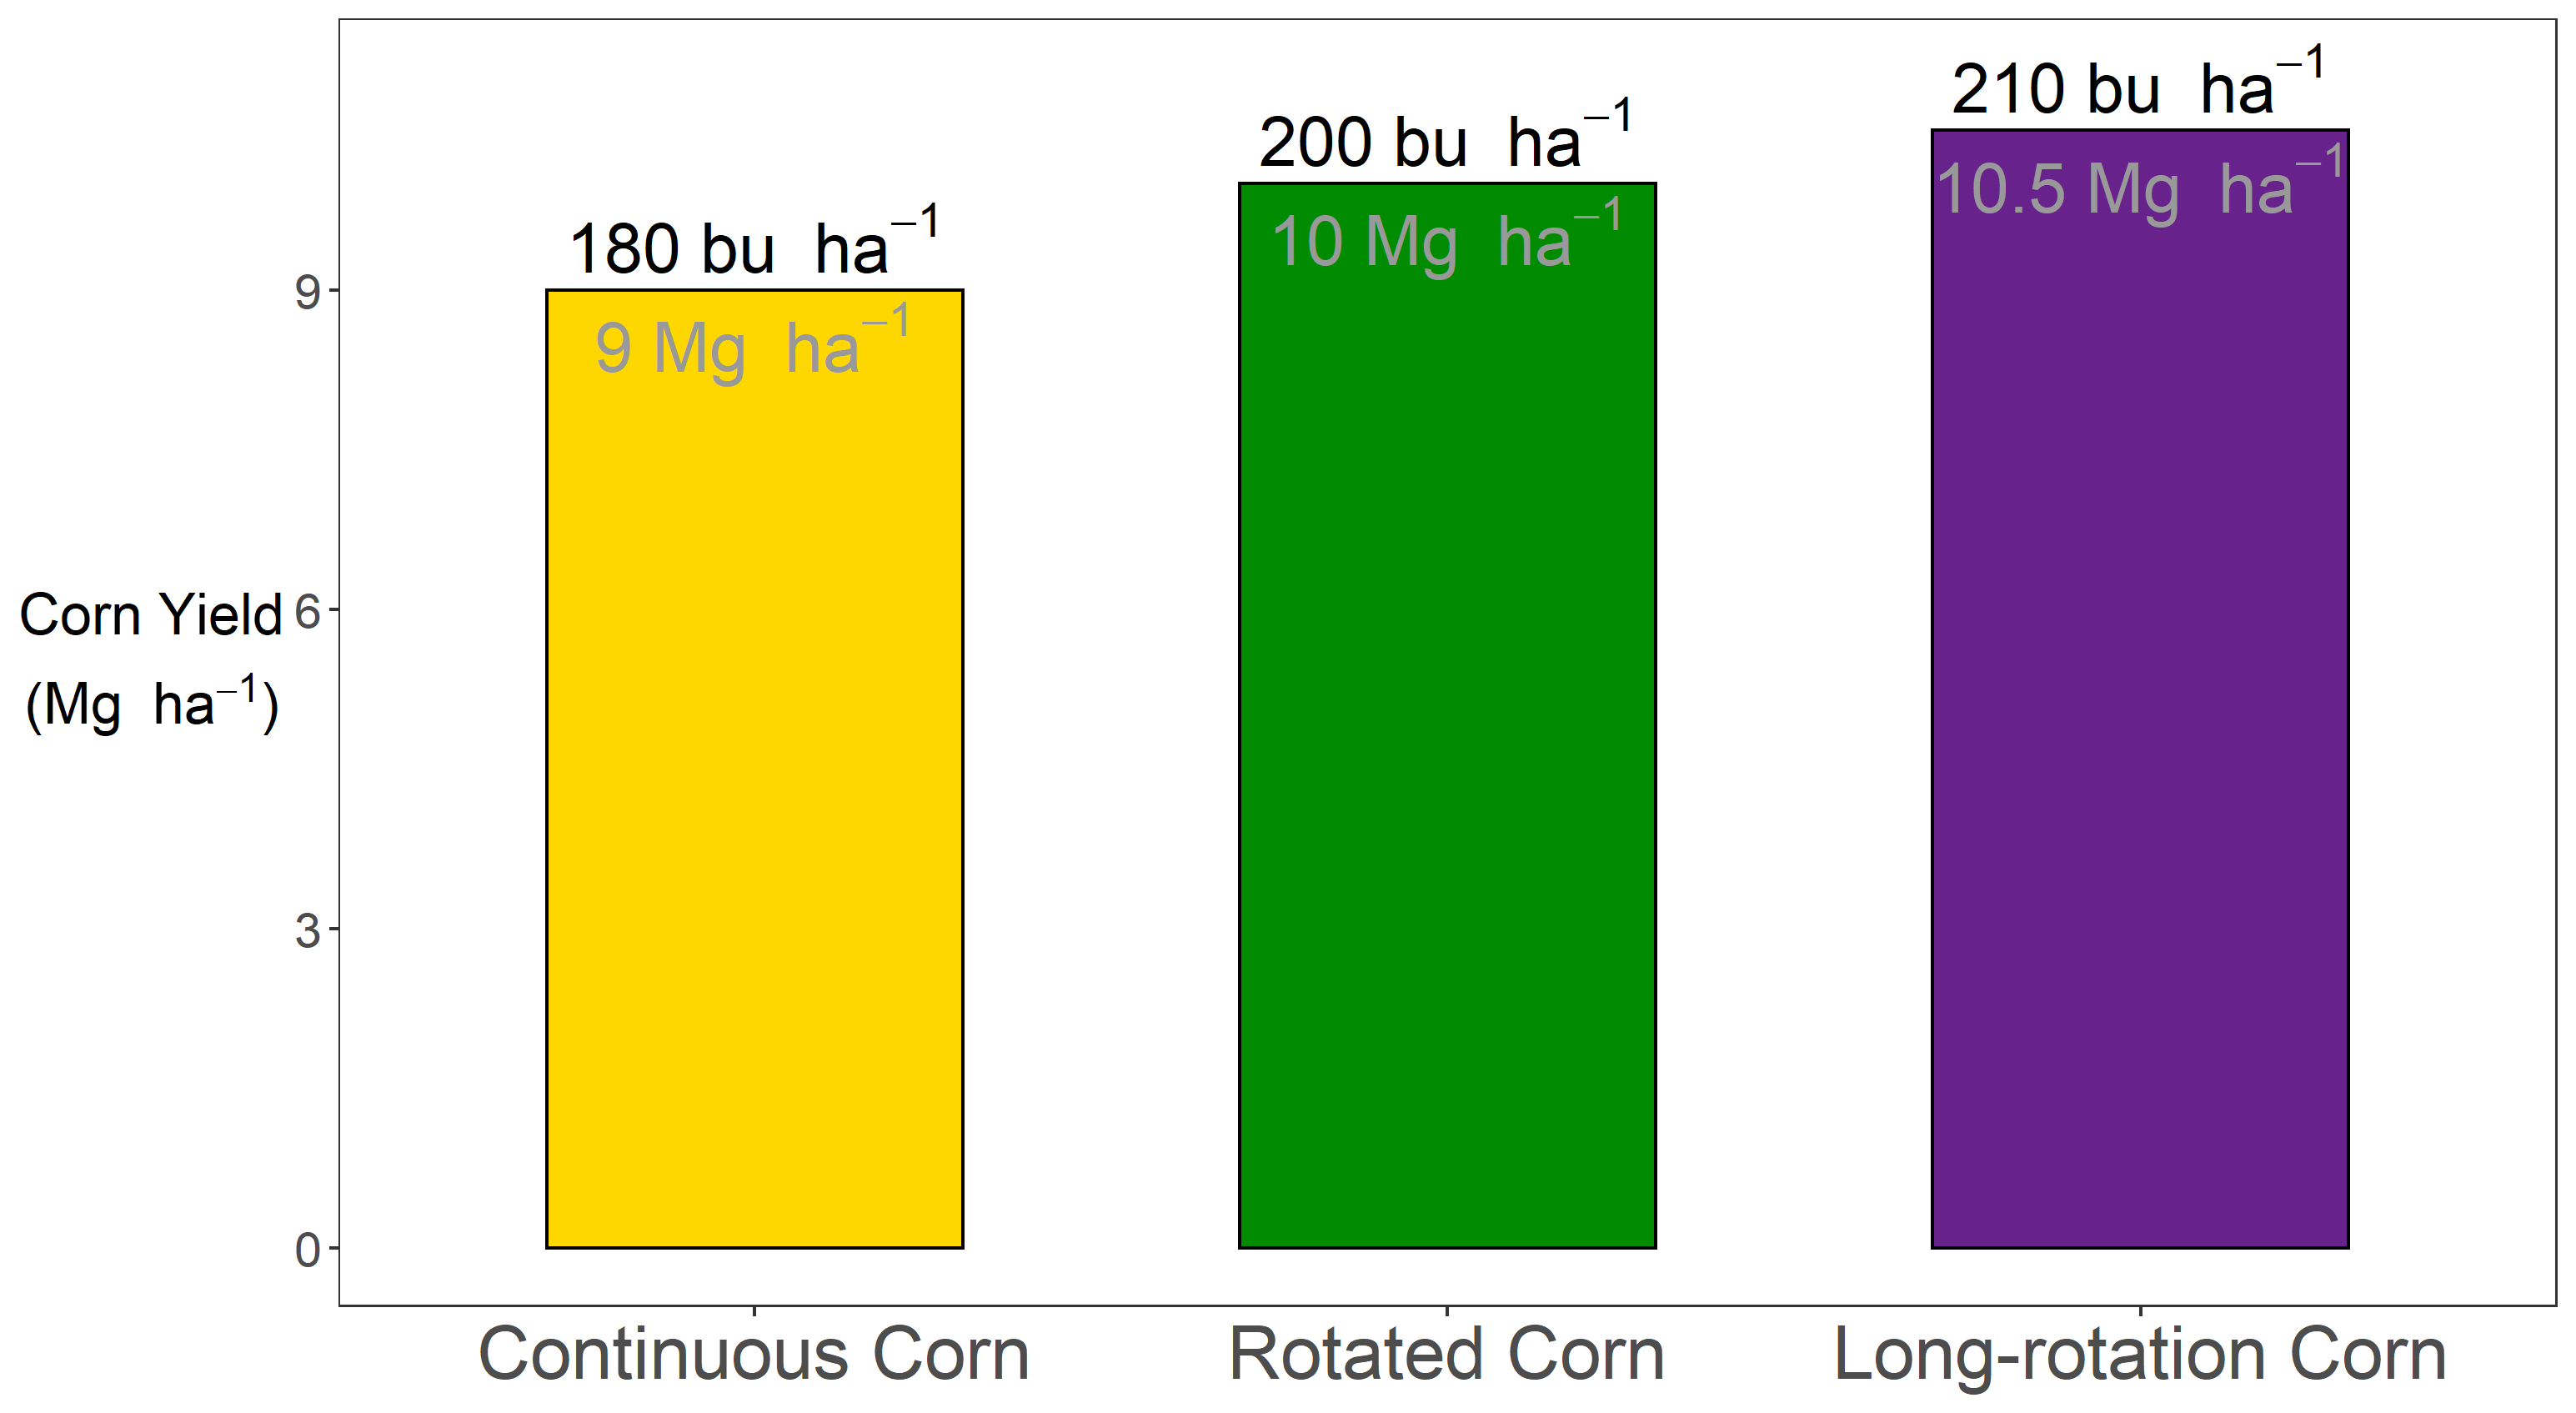 210 bu ha⁻¹
200 bu ha⁻¹
10.5 Mg ha⁻¹
180 bu ha⁻¹
10 Mg ha⁻¹
9
9 Mg ha⁻¹
Corn Yield
(Mg ha⁻¹)
6
3
0
Continuous Corn
Rotated Corn
Long-rotation Corn